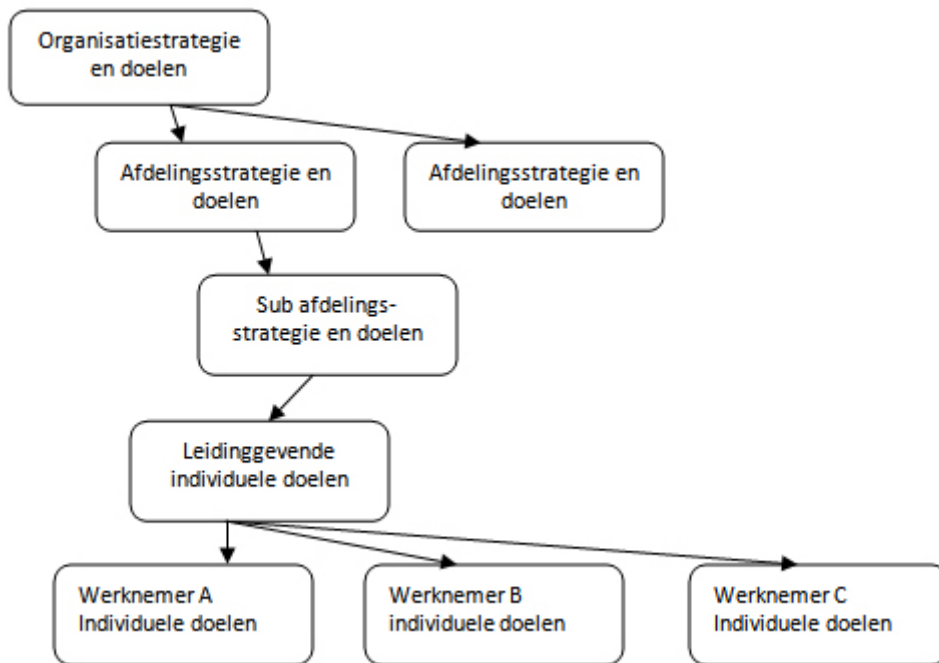 Organisatiestrategie
en doelen
Afdelingsstrategie en
doelen
Afdelingsstrategie en
doelen
Sub afdelings-
strategie en doelen
Leidinggevende
individuele doelen
Werknemer A
Individuele doelen
Werknemer B
individuele doelen
Werknemer C
Individuele doelen